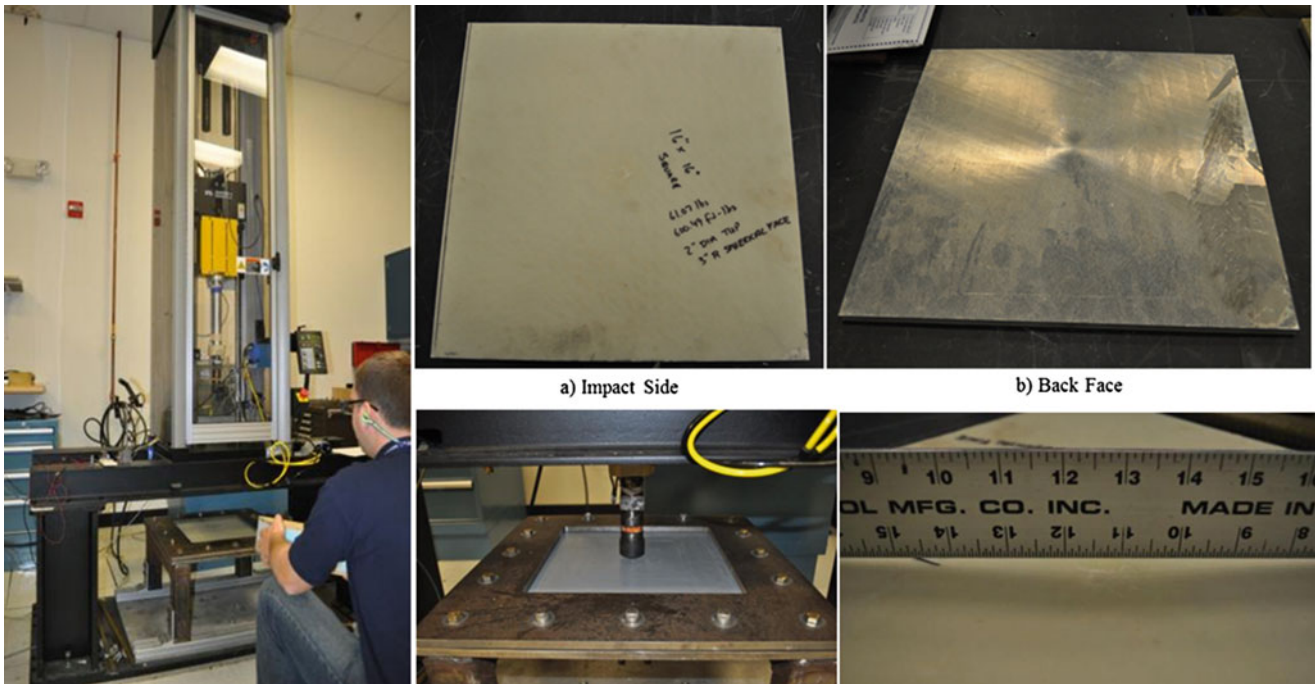 16" x 16"
SQUARE
61.07 lbs
600.49 ft-lbs
2" DIA TUP
3" R SPHERICAL FACE
a) Impact Side
b) Back Face
9 10 11 12 13 14 15
OL MFG. CO. INC. MADE IN
15 14 13 12 11 10 9 8